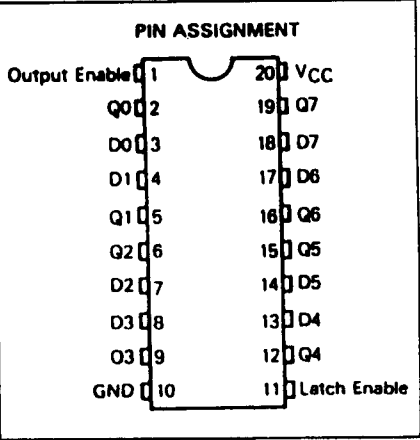 PIN ASSIGNMENT
Output Enable 1 20 VCC
Q0 2 19 Q7
D0 3 18 D7
D1 4 17 D6
Q1 5 16 Q6
Q2 6 15 Q5
D2 7 14 D5
D3 8 13 D4
O3 9 12 Q4
GND 10 11 Latch Enable